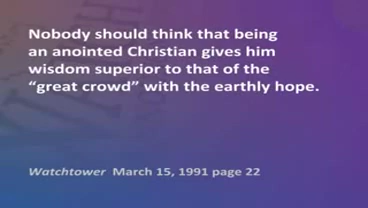 Nobody should think that being
an anointed Christian gives him
wisdom superior to that of the
“great crowd” with the earthly hope.
Watchtower March 15, 1991 page 22